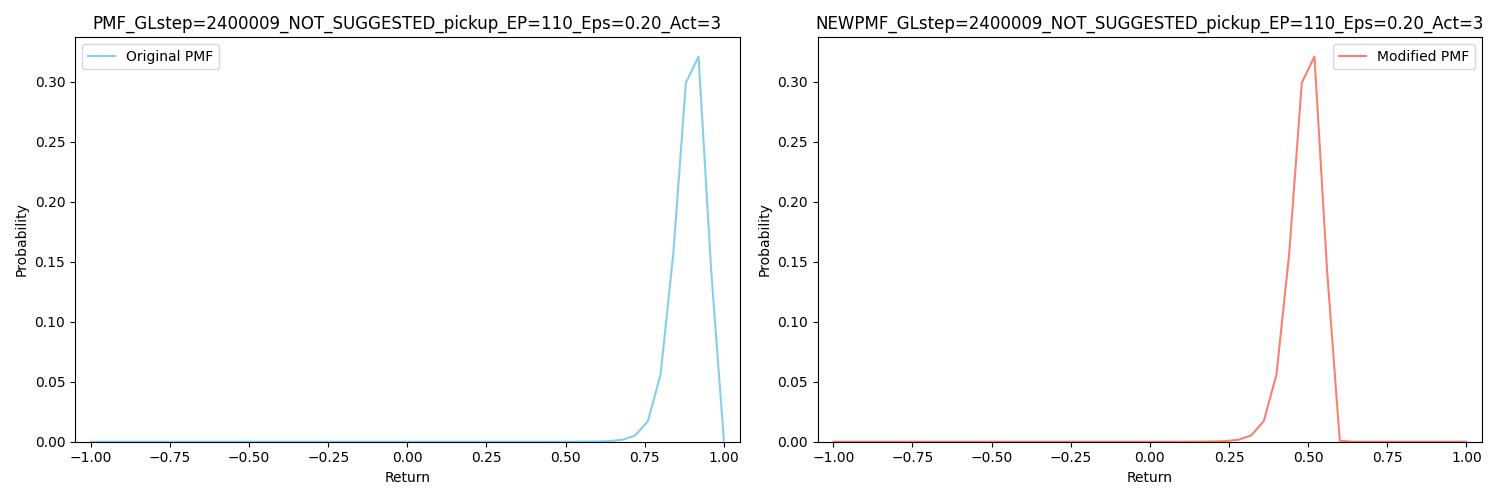 PMF_GLstep=2400009_NOT_SUGGESTED_pickup_EP=110_Eps=0.20_Act=3
Original PMF
Probability
0.30
0.25
0.20
0.15
0.10
0.05
0.00
−1.00 −0.75 −0.50 −0.25 0.00 0.25 0.50 0.75 1.00
Return
NEWPMF_GLstep=2400009_NOT_SUGGESTED_pickup_EP=110_Eps=0.20_Act=3
Modified PMF
Probability
0.30
0.25
0.20
0.15
0.10
0.05
0.00
−1.00 −0.75 −0.50 −0.25 0.00 0.25 0.50 0.75 1.00
Return